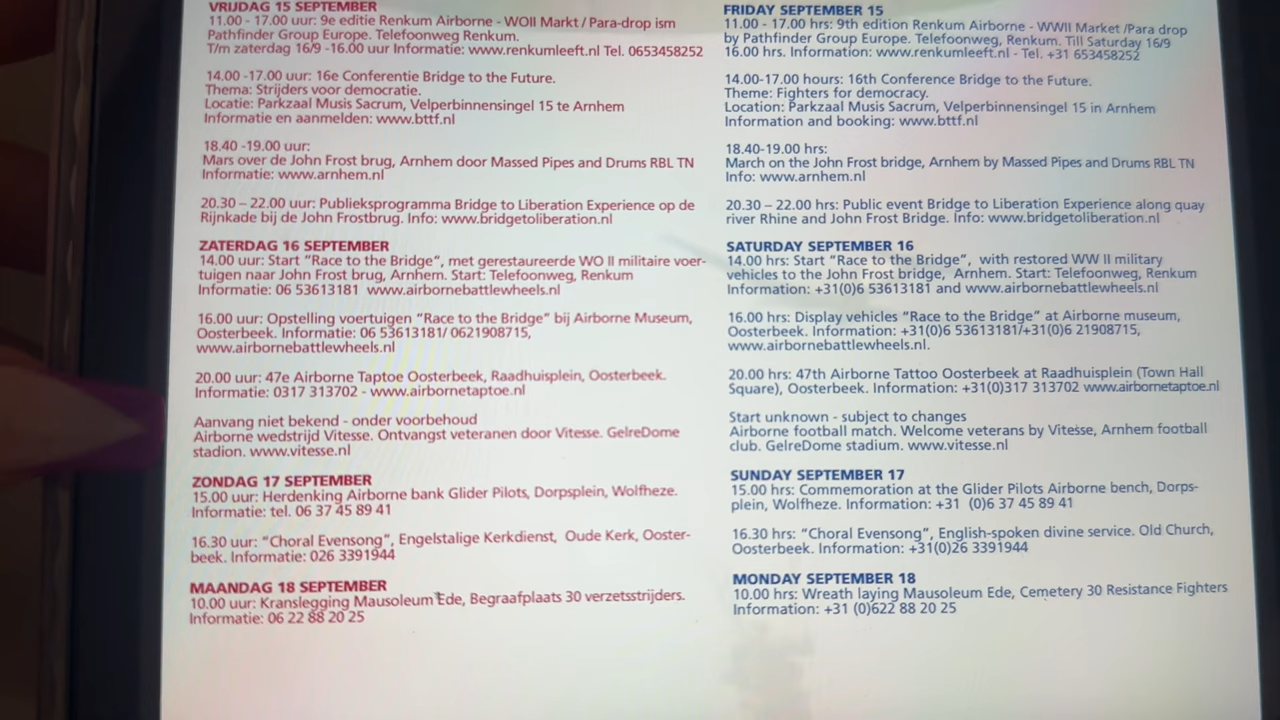 VRIJDAG 15 SEPTEMBER
11.00 - 17.00 uur: 9e editie Renkum Airborne - WOII Markt / Para-drop ism
Pathfinder Group Europe. Telefoonweg Renkum.
T/m zaterdag 16/9 -16.00 uur Informatie: www.renkumleeft.nl Tel. 0653458252
14.00 -17.00 uur: 16e Conferentie Bridge to the Future.
Thema: Strijders voor democratie.
Locatie: Parkzaal Musis Sacrum, Velperbinnensingel 15 te Arnhem
Informatie en aanmelden: www.bttf.nl
18.40 -19.00 uur:
Mars over de John Frost brug, Arnhem door Massed Pipes and Drums RBL TN
Informatie: www.arnhem.nl
20.30 – 22.00 uur: Publieksprogramma Bridge to Liberation Experience op de
Rijnkade bij de John Frostbrug. Info: www.bridgetoliberation.nl
ZATERDAG 16 SEPTEMBER
14.00 uur: Start "Race to the Bridge", met gerestaureerde WO II militaire voer-
tuigen naar John Frost brug, Arnhem. Start: Telefoonweg, Renkum
Informatie: 06 53613181 www.airbornebattlewheels.nl
16.00 uur: Opstelling voertuigen "Race to the Bridge" bij Airborne Museum,
Oosterbeek. Informatie: 06 53613181/ 0621908715,
www.airbornebattlewheels.nl
20.00 uur: 47e Airborne Taptoe Oosterbeek, Raadhuisplein, Oosterbeek.
Informatie: 0317 313702 - www.airbornetaptoe.nl
Aanvang niet bekend - onder voorbehoud
Airborne wedstrijd Vitesse. Ontvangst veteranen door Vitesse. GelreDome
stadion. www.vitesse.nl
ZONDAG 17 SEPTEMBER
15.00 uur: Herdenking Airborne bank Glider Pilots, Dorpsplein, Wolfheze.
Informatie: tel. 06 37 45 89 41
16.30 uur: "Choral Evensong", Engelstalige Kerkdienst, Oude Kerk, Ooster-
beek. Informatie: 026 3391944
MAANDAG 18 SEPTEMBER
10.00 uur: Kranslegging Mausoleum Ede, Begraafplaats 30 verzetsstrijders.
Informatie: 06 22 88 20 25
FRIDAY SEPTEMBER 15
11.00 - 17.00 hrs: 9th edition Renkum Airborne - WWII Market /Para drop
by Pathfinder Group Europe. Telefoonweg, Renkum. Till Saturday 16/9
16.00 hrs. Information: www.renkumleeft.nl - Tel. +31 653458252
14.00-17.00 hours: 16th Conference Bridge to the Future.
Theme: Fighters for democracy.
Location: Parkzaal Musis Sacrum, Velperbinnensingel 15 in Arnhem
Information and booking: www.bttf.nl
18.40-19.00 hrs:
March on the John Frost bridge, Arnhem by Massed Pipes and Drums RBL TN
Info: www.arnhem.nl
20.30 – 22.00 hrs: Public event Bridge to Liberation Experience along quay
river Rhine and John Frost Bridge. Info: www.bridgetoliberation.nl
SATURDAY SEPTEMBER 16
14.00 hrs: Start "Race to the Bridge", with restored WW II military
vehicles to the John Frost bridge, Arnhem. Start: Telefoonweg, Renkum
Information: +31(0)6 53613181 and www.airbornebattlewheels.nl
16.00 hrs: Display vehicles "Race to the Bridge" at Airborne museum,
Oosterbeek. Information: +31(0)6 53613181/+31(0)6 21908715,
www.airbornebattlewheels.nl.
20.00 hrs: 47th Airborne Tattoo Oosterbeek at Raadhuisplein (Town Hall
Square), Oosterbeek. Information: +31(0)317 313702 www.airbornetaptoe.nl
Start unknown - subject to changes
Airborne football match. Welcome veterans by Vitesse, Arnhem football
club. GelreDome stadium. www.vitesse.nl
SUNDAY SEPTEMBER 17
15.00 hrs: Commemoration at the Glider Pilots Airborne bench, Dorps-
plein, Wolfheze. Information: +31 (0)6 37 45 89 41
16.30 hrs: "Choral Evensong", English-spoken divine service. Old Church,
Oosterbeek. Information: +31(0)26 3391944
MONDAY SEPTEMBER 18
10.00 hrs: Wreath laying Mausoleum Ede, Cemetery 30 Resistance Fighters
Information: +31 (0)622 88 20 25